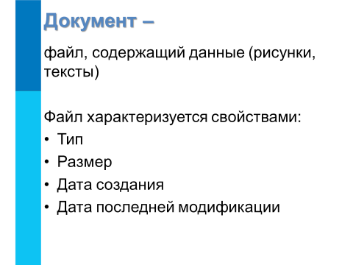 Документ –
файл, содержащий данные (рисунки,
тексты)
Файл характеризуется свойствами:
• Тип
• Размер
• Дата создания
• Дата последней модификации